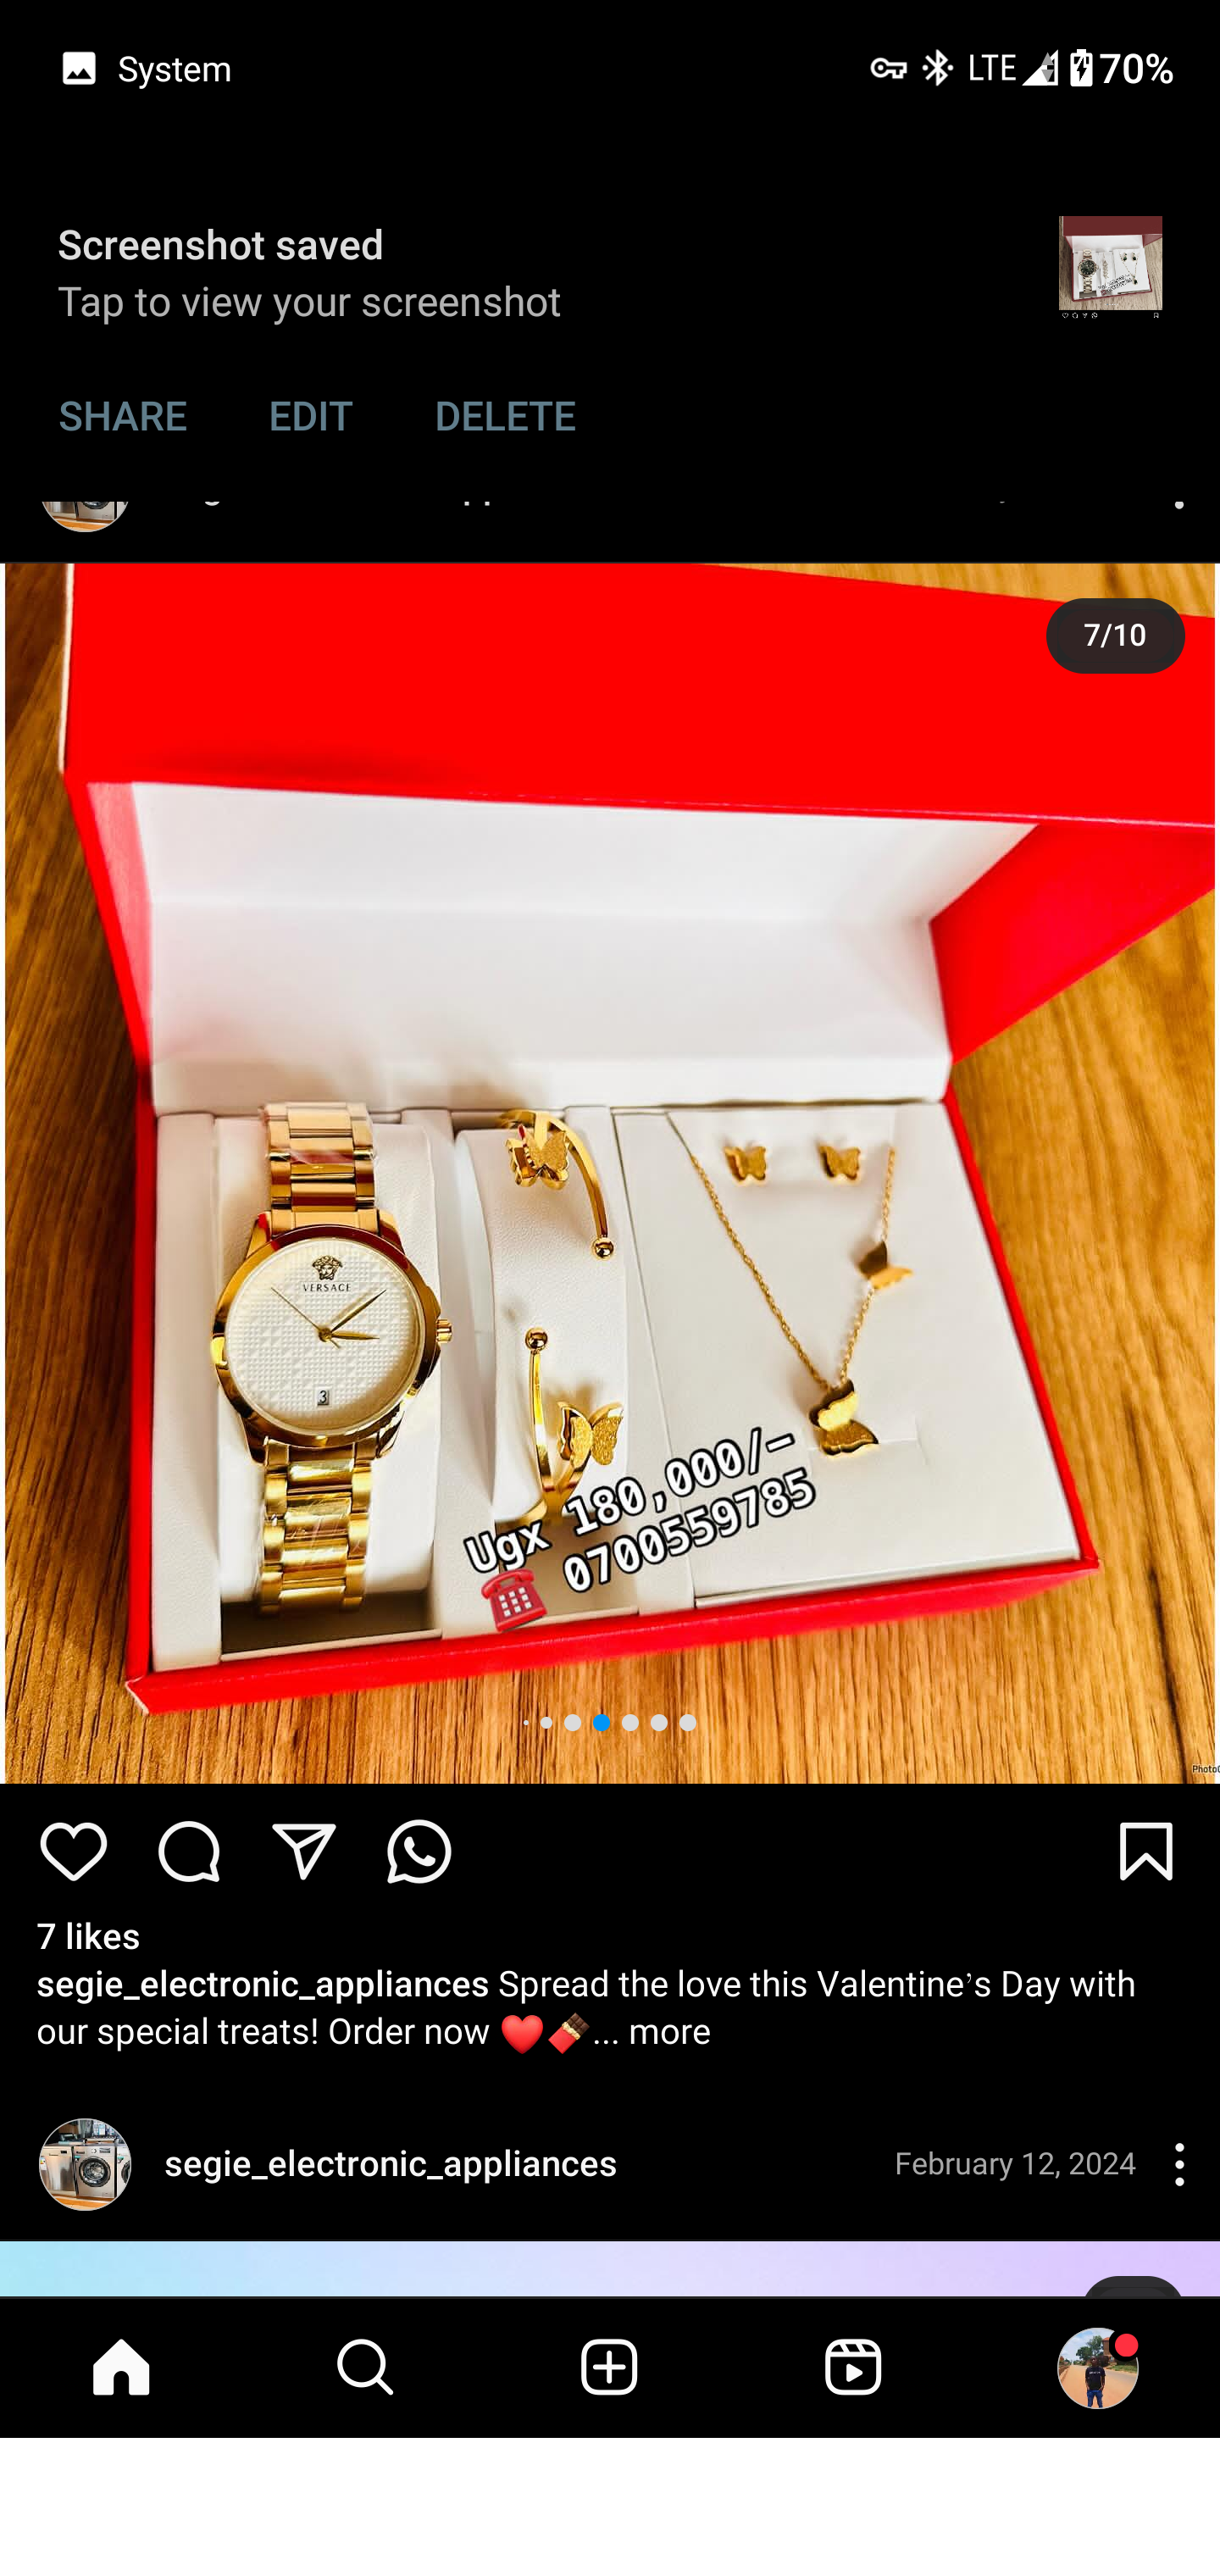 System
LTE 70%
Screenshot saved
Tap to view your screenshot
SHARE EDIT DELETE
7/10
VERSACE
3
Ugx 180,000/-
☎️ 0700559785
7 likes
segie_electronic_appliances Spread the love this Valentine's Day with
our special treats! Order now ❤️🍫... more
segie_electronic_appliances February 12, 2024